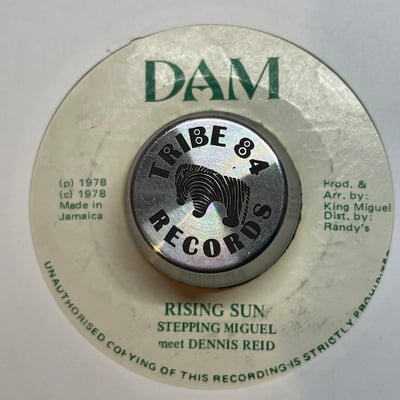 DAM
TRIBE 84
RECORDS
(p) 1978
(c) 1978
Made in
Jamaica
Prod. &
Arr. by:
King Miguel
Dist. by:
Randy's
RISING SUN
STEPPING MIGUEL
meet DENNIS REID
UNAUTHORISED COPYING OF THIS RECORDING IS STRICTLY PROHIBITED